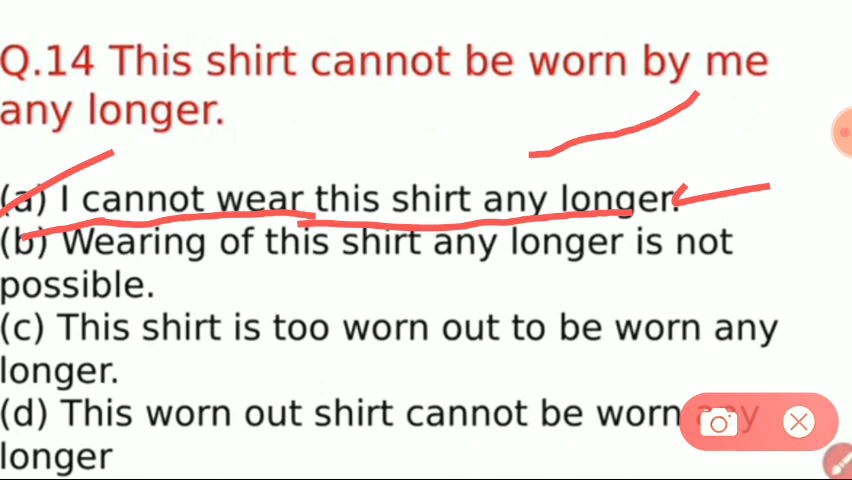 Q.14 This shirt cannot be worn by me
any longer.
(a) I cannot wear this shirt any longer.
(b) Wearing of this shirt any longer is not
possible.
(c) This shirt is too worn out to be worn any
longer.
(d) This worn out shirt cannot be worn any
longer